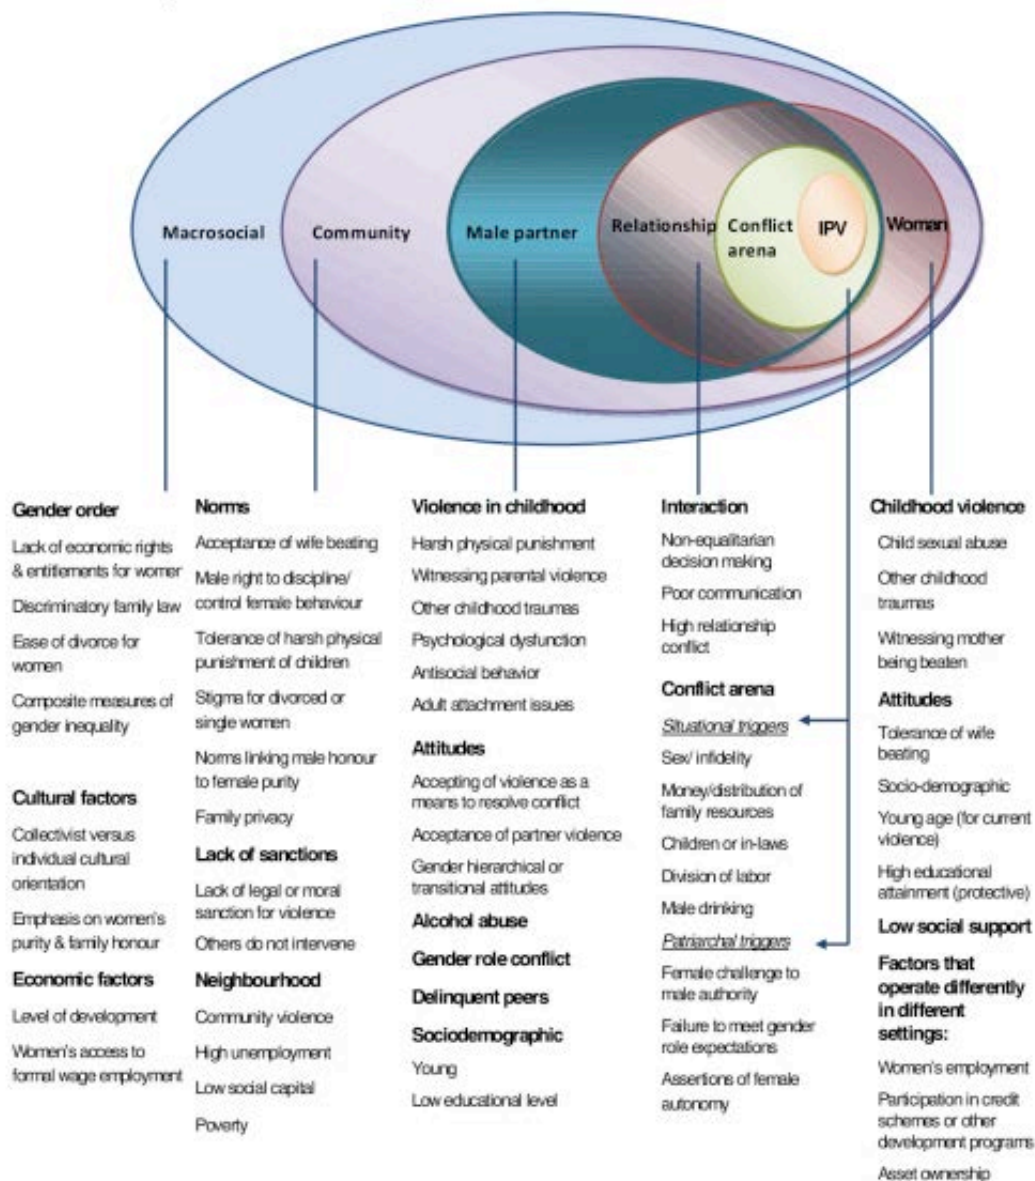 Macrosocial
Community
Male partner
Relationship
Conflict
arena
IPV
Woman
Gender order
Lack of economic rights
& entitlements for women
Discriminatory family law
Ease of divorce for
women
Composite measures of
gender inequality
Cultural factors
Collectivist versus
individual cultural
orientation
Emphasis on women's
purity & family honour
Economic factors
Level of development
Women's access to
formal wage employment
Norms
Acceptance of wife beating
Male right to discipline/
control female behaviour
Tolerance of harsh physical
punishment of children
Stigma for divorced or
single women
Norms linking male honour
to female purity
Family privacy
Lack of sanctions
Lack of legal or moral
sanction for violence
Others do not intervene
Neighbourhood
Community violence
High unemployment
Low social capital
Poverty
Violence in childhood
Harsh physical punishment
Witnessing parental violence
Other childhood traumas
Psychological dysfunction
Antisocial behavior
Adult attachment issues
Attitudes
Accepting of violence as a
means to resolve conflict
Acceptance of partner violence
Gender hierarchical or
transitional attitudes
Alcohol abuse
Gender role conflict
Delinquent peers
Sociodemographic
Young
Low educational level
Interaction
Non-equalitarian
decision making
Poor communication
High relationship
conflict
Conflict arena
Situational triggers
Sex/ infidelity
Money/distribution of
family resources
Children or in-laws
Division of labor
Male drinking
Patriarchal triggers
Female challenge to
male authority
Failure to meet gender
role expectations
Assertions of female
autonomy
Childhood violence
Child sexual abuse
Other childhood
traumas
Witnessing mother
being beaten
Attitudes
Tolerance of wife
beating
Socio-demographic
Young age (for current
violence)
High educational
attainment (protective)
Low social support
Factors that
operate differently
in different
settings:
Women's employment
Participation in credit
schemes or other
development programs
Asset ownership